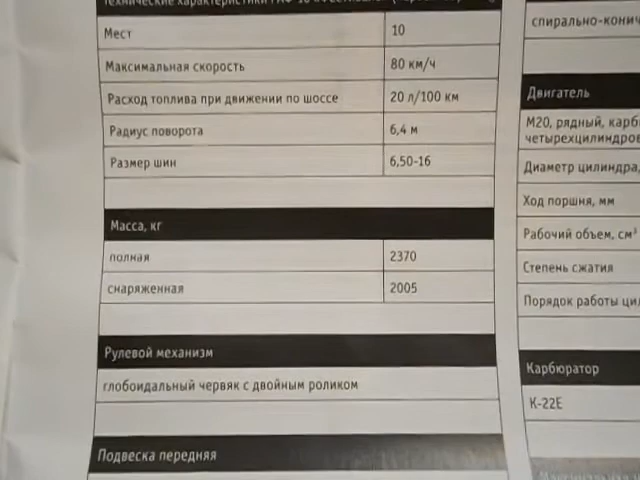 Технические характеристики
Мест 10
Максимальная скорость 80 км/ч
Расход топлива при движении по шоссе 20 л/100 км
Радиус поворота 6,4 м
Размер шин 6,50-16
Масса, кг
полная 2370
снаряженная 2005
Рулевой механизм
глобоидальный червяк с двойным роликом
Подвеска передняя
спирально-конич
Двигатель
М20, рядный, карб
четырехцилиндров
Диаметр цилиндра,
Ход поршня, мм
Рабочий объем, см³
Степень сжатия
Порядок работы ци
Карбюратор
К-22Е